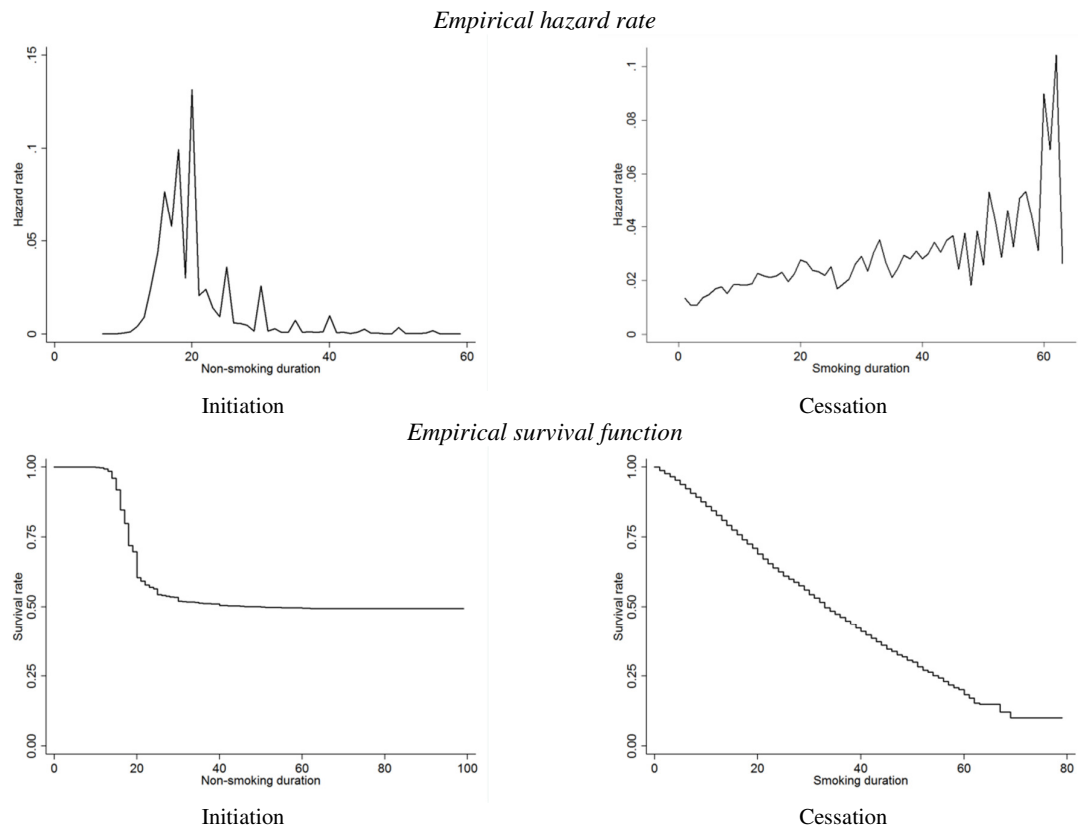 Empirical hazard rate
Hazard rate
.15
.1
.05
0
0 20 40 60
Non-smoking duration
Initiation
Hazard rate
.1
.08
.06
.04
.02
0
0 20 40 60
Smoking duration
Cessation
Empirical survival function
Survival rate
1.00
0.75
0.50
0.25
0.00
0 20 40 60 80 100
Non-smoking duration
Initiation
Survival rate
1.00
0.75
0.50
0.25
0.00
0 20 40 60 80
Smoking duration
Cessation